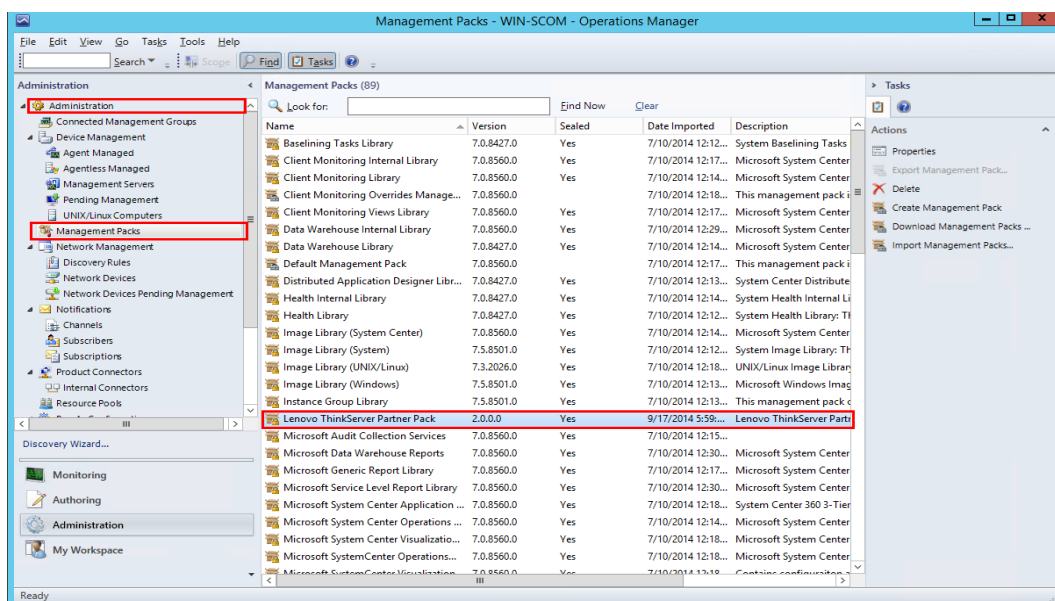 Management Packs - WIN-SCOM - Operations Manager
File Edit View Go Tasks Tools Help
Search Scope Find Tasks
Administration
Administration
Connected Management Groups
Device Management
Agent Managed
Agentless Managed
Management Servers
Pending Management
UNIX/Linux Computers
Management Packs
Network Management
Discovery Rules
Network Devices
Network Devices Pending Management
Notifications
Channels
Subscribers
Subscriptions
Product Connectors
Internal Connectors
Resource Pools
Discovery Wizard...
Monitoring
Authoring
Administration
My Workspace
Management Packs (89)
Look for: Find Now Clear
Name Version Sealed Date Imported Description
Baselining Tasks Library 7.0.8427.0 Yes 7/10/2014 12:12... System Baselining Tasks
Client Monitoring Internal Library 7.0.8560.0 Yes 7/10/2014 12:17... Microsoft System Center
Client Monitoring Library 7.0.8560.0 Yes 7/10/2014 12:14... Microsoft System Center
Client Monitoring Overrides Manage... 7.0.8560.0 7/10/2014 12:18... This management pack i
Client Monitoring Views Library 7.0.8560.0 Yes 7/10/2014 12:17... Microsoft System Center
Data Warehouse Internal Library 7.0.8560.0 Yes 7/10/2014 12:29... Microsoft System Center
Data Warehouse Library 7.0.8427.0 Yes 7/10/2014 12:14... Microsoft System Center
Default Management Pack 7.0.8560.0 7/10/2014 12:17... This management pack i
Distributed Application Designer Libr... 7.0.8427.0 Yes 7/10/2014 12:13... System Center Distribute
Health Internal Library 7.0.8427.0 Yes 7/10/2014 12:14... System Health Internal Li
Health Library 7.0.8427.0 Yes 7/10/2014 12:12... System Health Library: Th
Image Library (System Center) 7.0.8560.0 Yes 7/10/2014 12:14... Microsoft System Center
Image Library (System) 7.5.8501.0 Yes 7/10/2014 12:12... System Image Library: Th
Image Library (UNIX/Linux) 7.3.2026.0 Yes 7/10/2014 12:18... UNIX/Linux Image Library
Image Library (Windows) 7.5.8501.0 Yes 7/10/2014 12:13... Microsoft Windows Imag
Instance Group Library 7.5.8501.0 Yes 7/10/2014 12:13... This management pack c
Lenovo ThinkServer Partner Pack 2.0.0.0 Yes 9/17/2014 5:59:... Lenovo ThinkServer Partn
Microsoft Audit Collection Services 7.0.8560.0 Yes 7/10/2014 12:15...
Microsoft Data Warehouse Reports 7.0.8560.0 Yes 7/10/2014 12:30... Microsoft System Center
Microsoft Generic Report Library 7.0.8560.0 Yes 7/10/2014 12:17... Microsoft System Center
Microsoft Service Level Report Library 7.0.8560.0 Yes 7/10/2014 12:30... Microsoft System Center
Microsoft System Center Application ... 7.0.8560.0 Yes 7/10/2014 12:18... System Center 360 3-Tier
Microsoft System Center Operations ... 7.0.8560.0 Yes 7/10/2014 12:14... Microsoft System Center
Microsoft System Center Visualizatio... 7.0.8560.0 Yes 7/10/2014 12:18... Microsoft System Center
Microsoft SystemCenter Operations... 7.0.8560.0 Yes 7/10/2014 12:18... Microsoft System Center
Microsoft SystemCenter Visualization 7.0.8560.0 Yes 7/10/2014 12:18
Tasks
Actions
Properties
Export Management Pack...
Delete
Create Management Pack
Download Management Packs ...
Import Management Packs...
Ready